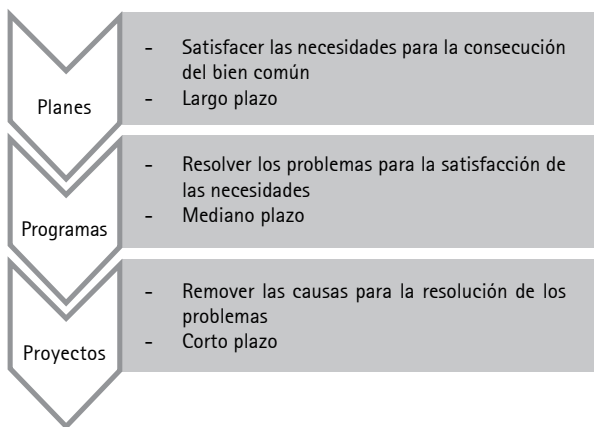 Planes
- Satisfacer las necesidades para la consecución
del bien común
- Largo plazo
Programas
- Resolver los problemas para la satisfacción de
las necesidades
- Mediano plazo
Proyectos
- Remover las causas para la resolución de los
problemas
- Corto plazo